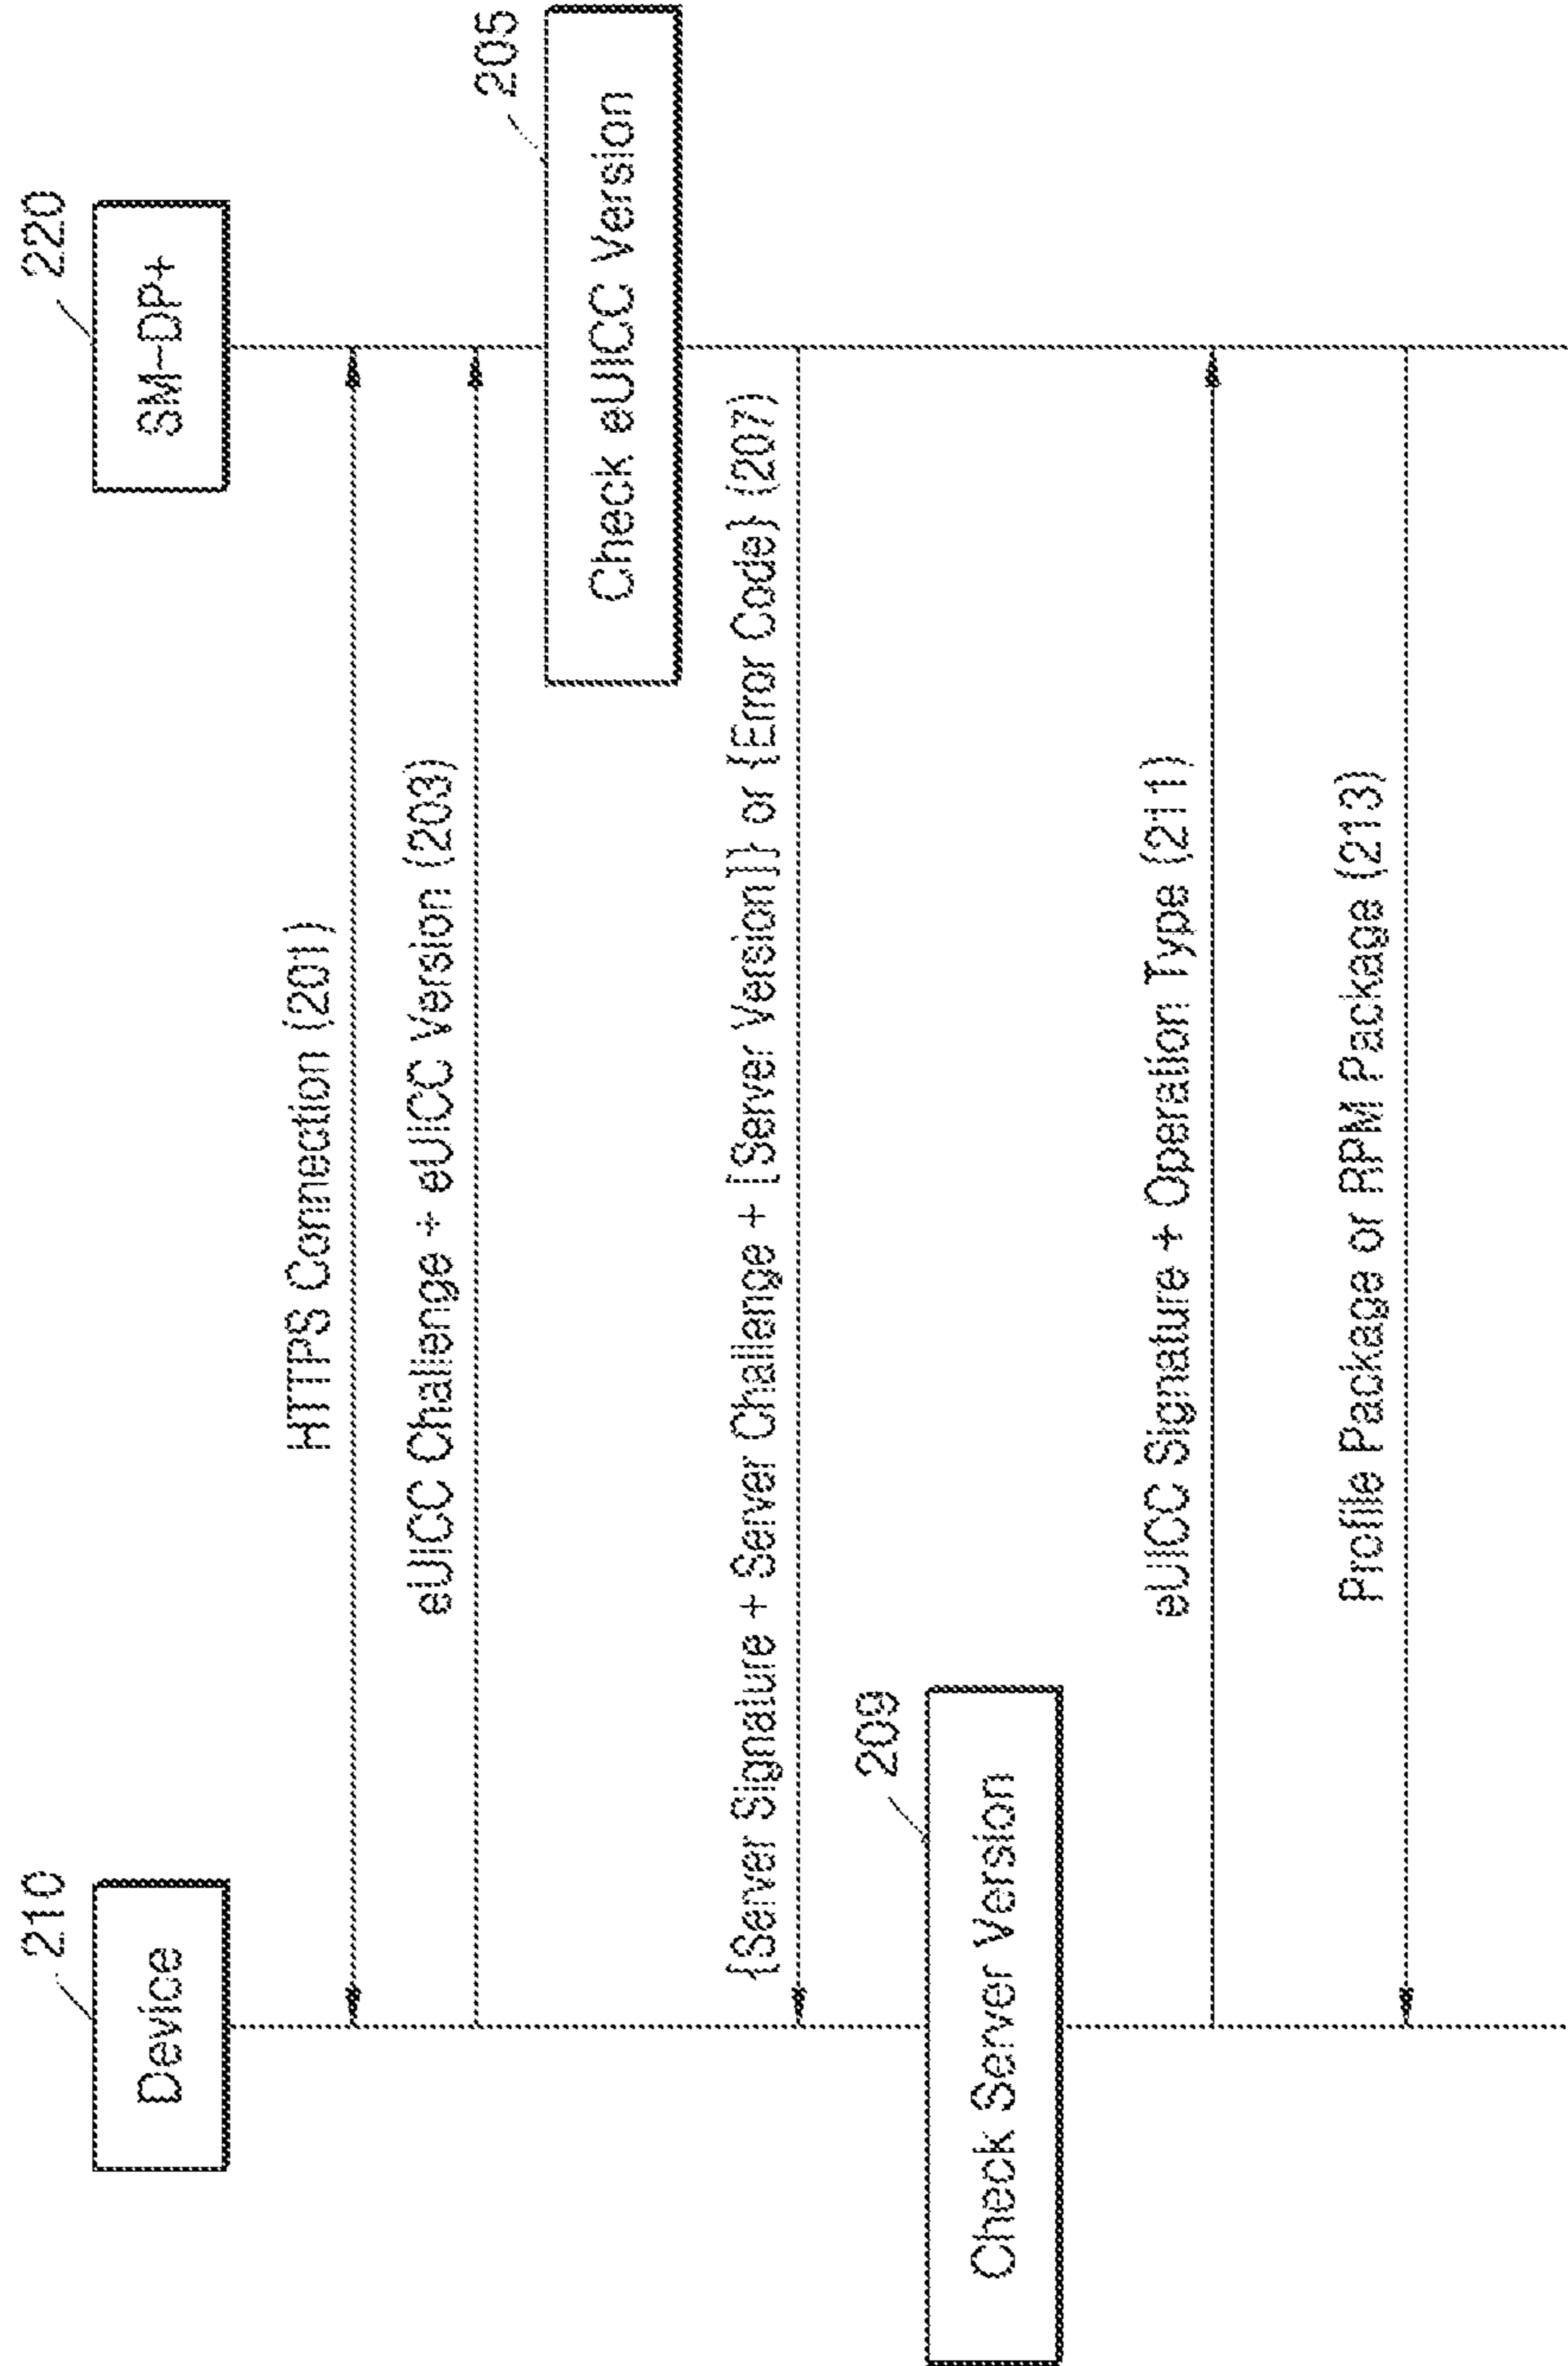 210
220
Device
SM-DP+
HTTPS Connection (201)
eUICC Challenge + eUICC Version (203)
205
Check eUICC Version
{Server Signature + Server Challenge + [Server Version]} or {Error Code} (207)
209
Check Server Version
eUICC Signature + Operation Type (211)
Profile Package or RPM Package (213)